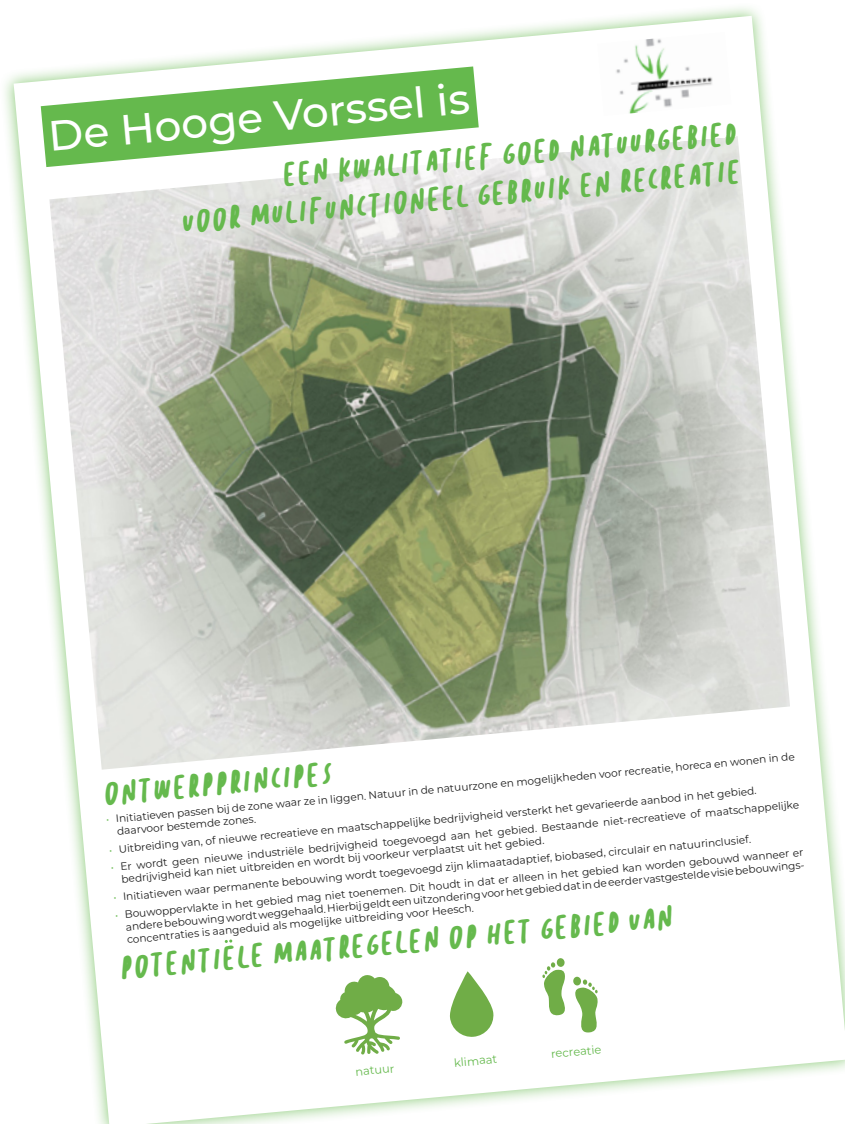 De Hooge Vorssel is
EEN KWALITATIEF GOED NATUURGEBIED
VOOR MULIFUNCTIONEEL GEBRUIK EN RECREATIE
ONTWERPPRINCIPES
· Initiatieven passen bij de zone waar ze in liggen. Natuur in de natuurzone en mogelijkheden voor recreatie, horeca en wonen in de
daarvoor bestemde zones.
· Uitbreiding van, of nieuwe recreatieve en maatschappelijke bedrijvigheid versterkt het gevarieerde aanbod in het gebied.
· Er wordt geen nieuwe industriële bedrijvigheid toegevoegd aan het gebied. Bestaande niet-recreatieve of maatschappelijke
bedrijvigheid kan niet uitbreiden en wordt bij voorkeur verplaatst uit het gebied.
· Initiatieven waar permanente bebouwing wordt toegevoegd zijn klimaatadaptief, biobased, circulair en natuurinclusief.
· Bouwoppervlakte in het gebied mag niet toenemen. Dit houdt in dat er alleen in het gebied kan worden gebouwd wanneer er
andere bebouwing wordt weggehaald. Hierbij geldt een uitzondering voor het gebied dat in de eerder vastgestelde visie bebouwings-
concentraties is aangeduid als mogelijke uitbreiding voor Heesch.
POTENTIËLE MAATREGELEN OP HET GEBIED VAN
natuur
klimaat
recreatie